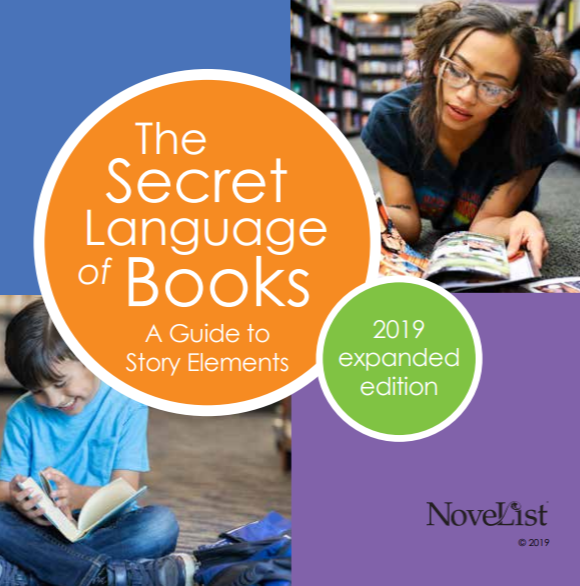 The
Secret
Language
of Books
A Guide to
Story Elements
2019
expanded
edition
NoveList
© 2019